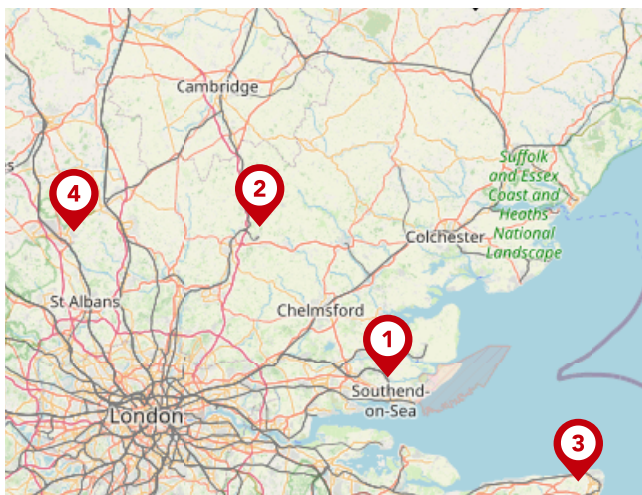 Cambridge
Suffolk
and Essex
Coast and
Heaths
National
Landscape
2
4
Colchester
St Albans
Chelmsford
1
Southend-
on-Sea
London
3